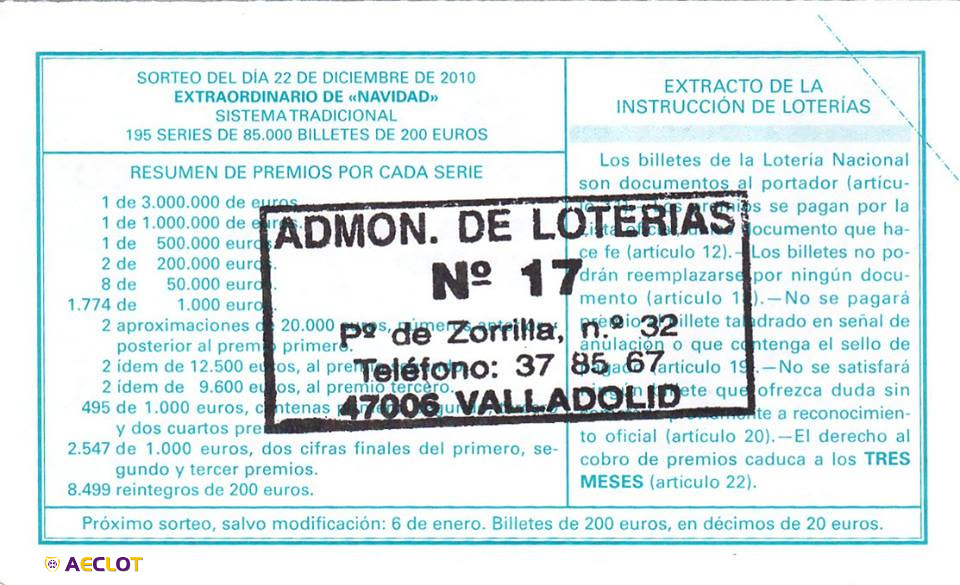 SORTEO DEL DÍA 22 DE DICIEMBRE DE 2010
EXTRAORDINARIO DE «NAVIDAD»
SISTEMA TRADICIONAL
195 SERIES DE 85.000 BILLETES DE 200 EUROS
RESUMEN DE PREMIOS POR CADA SERIE
1 de 3.000.000 de euros.
1 de 1.000.000 de euros.
1 de 500.000 euros.
2 de 200.000 euros.
8 de 50.000 euros.
1.774 de 1.000 euros.
2 aproximaciones de 20.000 euros, números
posterior al premio primero.
2 ídem de 12.500 euros, al premio
2 ídem de 9.600 euros, al premio tercero.
495 de 1.000 euros, centenas
y dos cuartos premios.
2.547 de 1.000 euros, dos cifras finales del primero, se-
gundo y tercer premios.
8.499 reintegros de 200 euros.
EXTRACTO DE LA
INSTRUCCIÓN DE LOTERÍAS
Los billetes de la Lotería Nacional
son documentos al portador (artícu-
se pagan por la
documento que ha-
ce fe (artículo 12).—Los billetes no po-
drán reemplazarse por ningún docu-
mento (artículo .—No se pagará
billete taladrado en señal de
anulación o que contenga el sello de
(artículo 19).—No se satisfará
que ofrezca duda sin
a reconocimien-
to oficial (artículo 20).—El derecho al
cobro de premios caduca a los TRES
MESES (artículo 22).
ADMON. DE LOTERIAS
Nº 17
Pº de Zorrilla, n.º 32
Teléfono: 37 85 67
47006 VALLADOLID
Próximo sorteo, salvo modificación: 6 de enero. Billetes de 200 euros, en décimos de 20 euros.
AECLOT